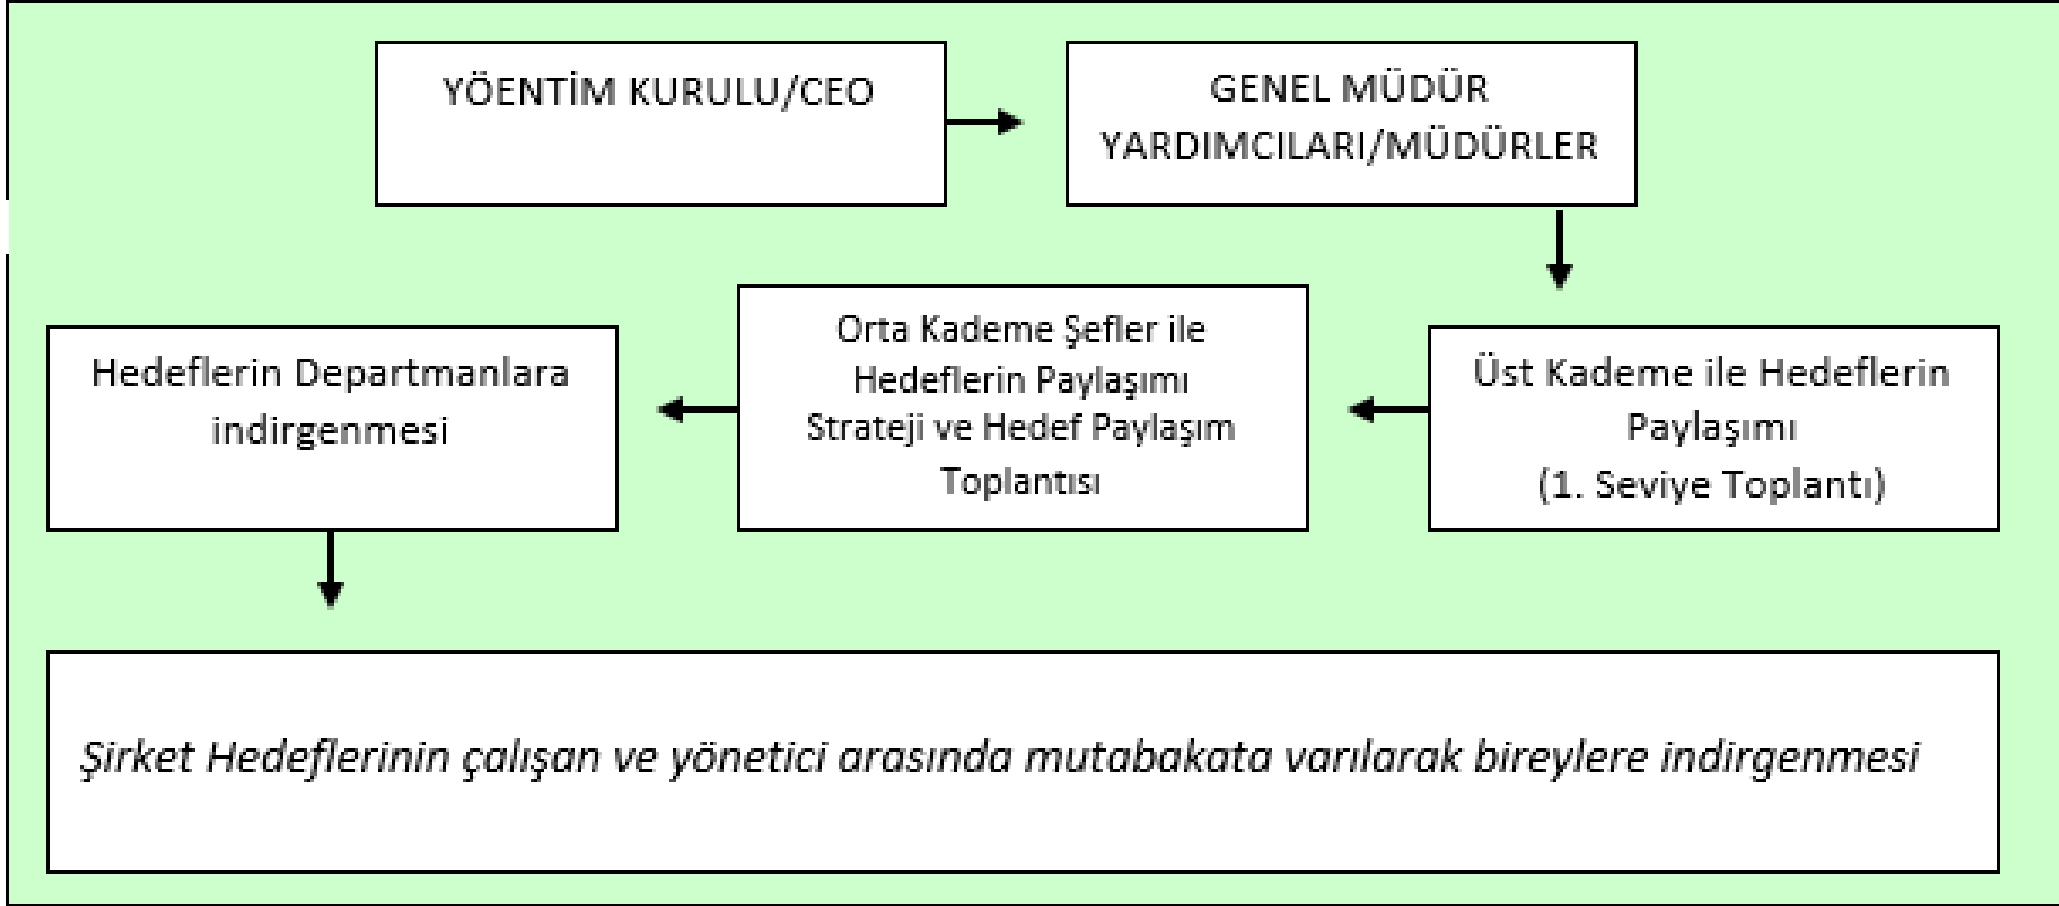 YÖENTİM KURULU/CEO
GENEL MÜDÜR
YARDIMCILARI/MÜDÜRLER
Üst Kademe ile Hedeflerin
Paylaşımı
(1. Seviye Toplantı)
Orta Kademe Şefler ile
Hedeflerin Paylaşımı
Strateji ve Hedef Paylaşım
Toplantısı
Hedeflerin Departmanlara
indirgenmesi
Şirket Hedeflerinin çalışan ve yönetici arasında mutabakata varılarak bireylere indirgenmesi